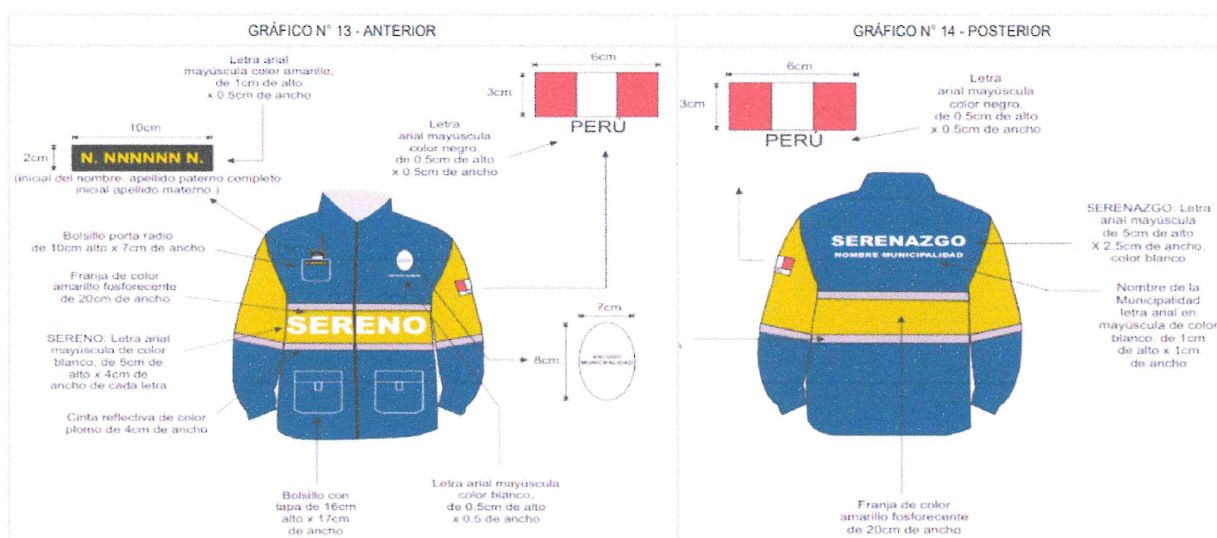 GRÁFICO N° 13 - ANTERIOR
Letra arial
mayúscula color amarillo,
de 1cm de alto
x 0.5cm de ancho
10cm
2cm
N. NNNNNN N.
(inicial del nombre. apellido paterno completo
inicial apellido materno.)
6cm
3cm
PERÚ
Letra
arial mayúscula
color negro,
de 0.5cm de alto
x 0.5cm de ancho
Bolsillo porta radio
de 10cm alto x 7cm de ancho
Franja de color
amarillo fosforecente
de 20cm de ancho
SERENO: Letra arial
mayúscula de color
blanco, de 5cm de
alto x 4cm de
ancho de cada letra
Cinta reflectiva de color
plomo de 4cm de ancho
SERENO
7cm
8cm
ESCUDO
MUNICIPALIDAD
Bolsillo con
tapa de 16cm
alto x 17cm
de ancho
Letra arial mayúscula
color blanco,
de 0.5cm de alto
x 0.5 de ancho
GRÁFICO N° 14 - POSTERIOR
6cm
3cm
PERÚ
Letra
arial mayúscula
color negro,
de 0.5cm de alto
x 0.5cm de ancho
SERENAZGO
NOMBRE MUNICIPALIDAD
SERENAZGO: Letra
arial mayúscula
de 5cm de alto
X 2.5cm de ancho,
color blanco
Nombre de la
Municipalidad
letra arial en
mayúscula de color
blanco, de 1cm
de alto x 1cm
de ancho
Franja de color
amarillo fosforecente
de 20cm de ancho